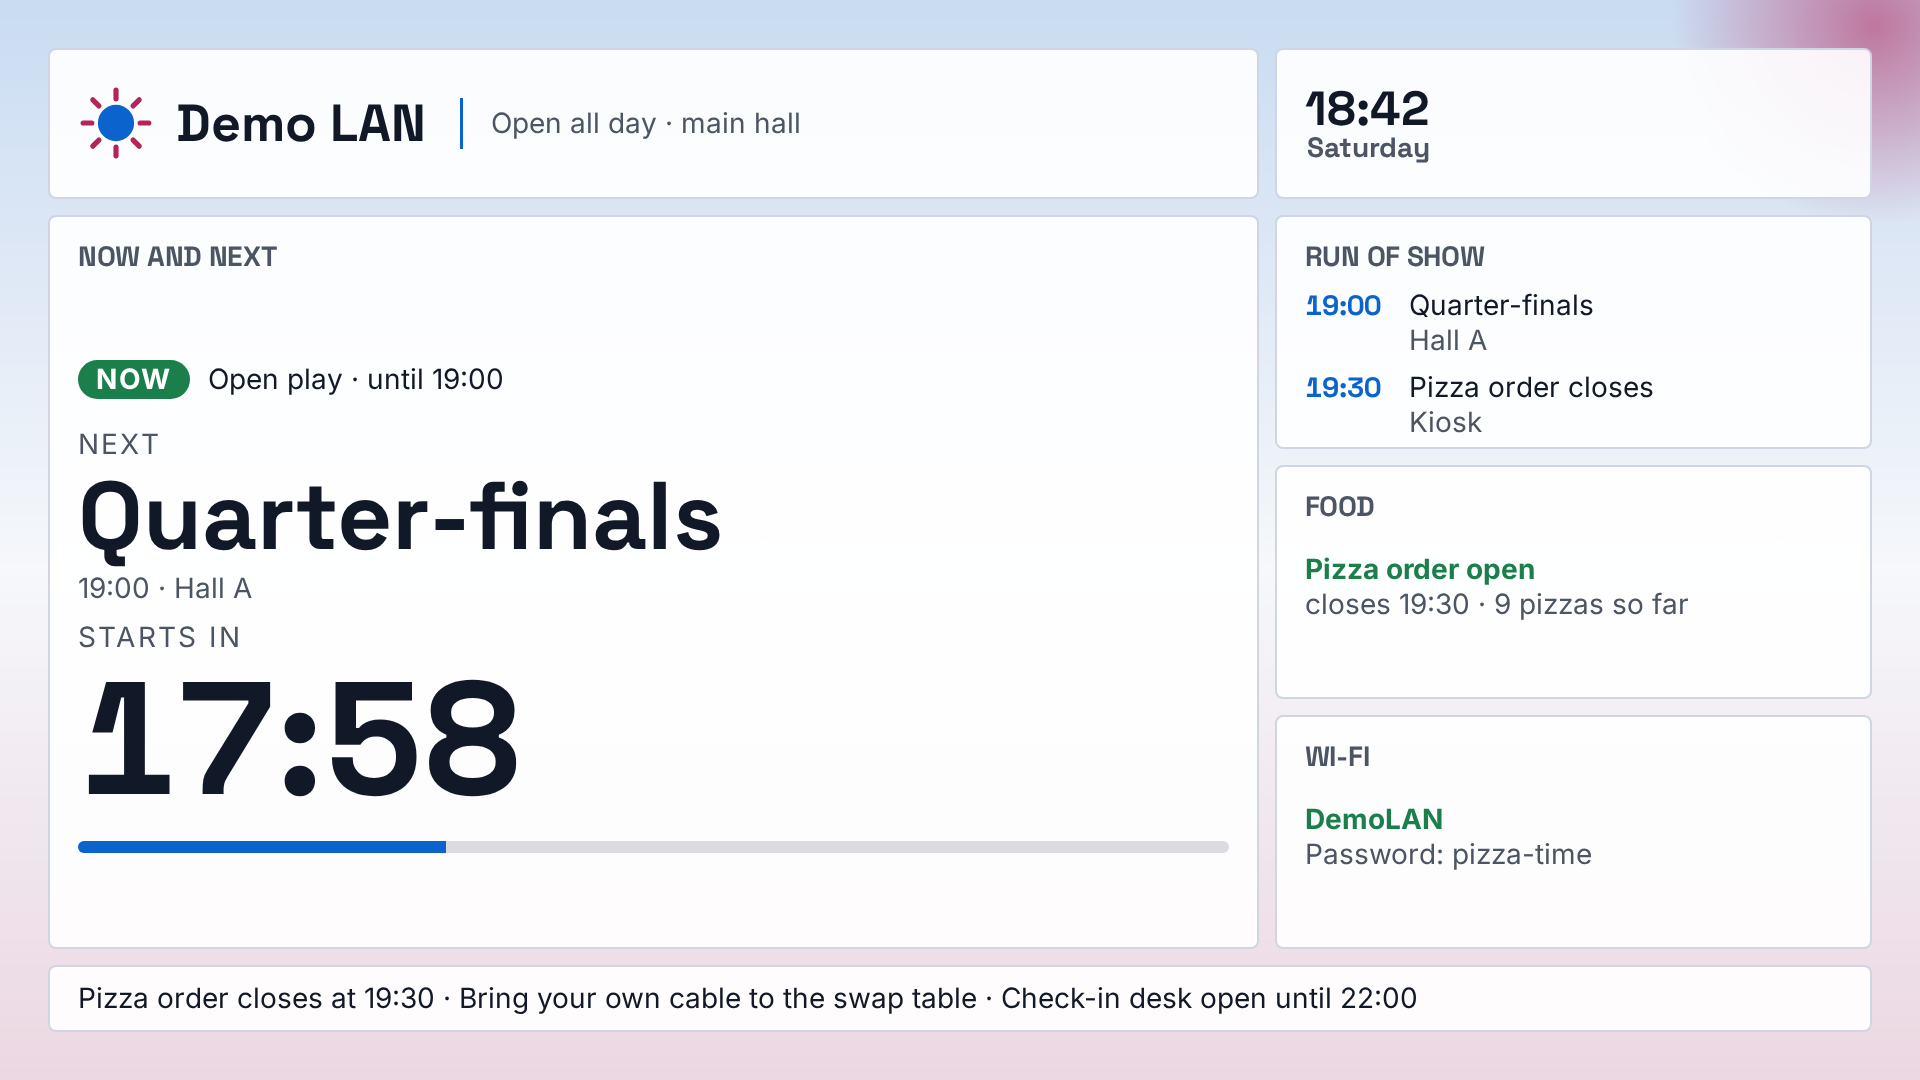 Demo LAN
Open all day · main hall
18:42
Saturday
NOW AND NEXT
NOW
Open play · until 19:00
NEXT
Quarter-finals
19:00 · Hall A
STARTS IN
17:58
RUN OF SHOW
19:00 Quarter-finals
Hall A
19:30 Pizza order closes
Kiosk
FOOD
Pizza order open
closes 19:30 · 9 pizzas so far
WI-FI
DemoLAN
Password: pizza-time
Pizza order closes at 19:30 · Bring your own cable to the swap table · Check-in desk open until 22:00